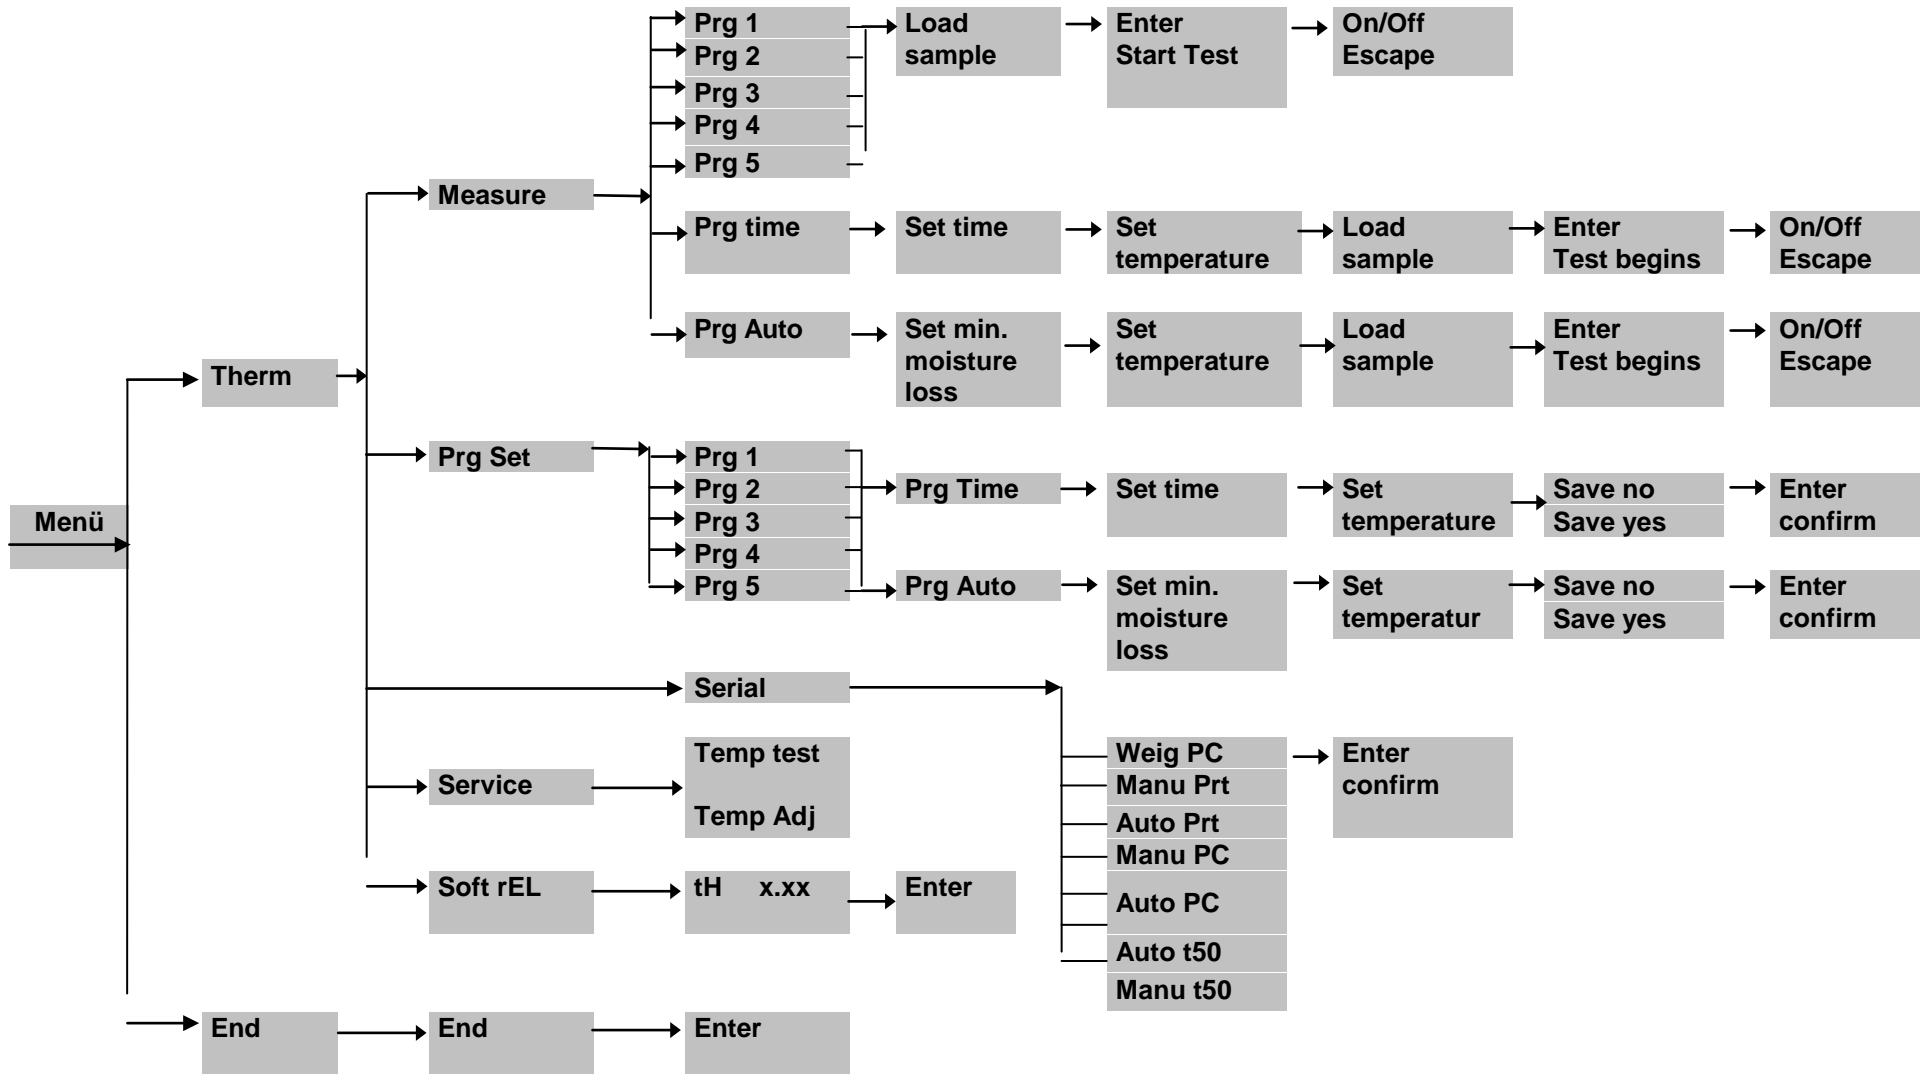 Prg 1
Prg 2
Prg 3
Prg 4
Prg 5
Load
sample
Enter
Start Test
On/Off
Escape
Measure
Prg time
Set time
Set
temperature
Load
sample
Enter
Test begins
On/Off
Escape
Prg Auto
Set min.
moisture
loss
Set
temperature
Load
sample
Enter
Test begins
On/Off
Escape
Therm
Prg Set
Prg 1
Prg 2
Prg 3
Prg 4
Prg 5
Prg Time
Set time
Set
temperature
Save no
Save yes
Enter
confirm
Menü
Prg Auto
Set min.
moisture
loss
Set
temperatur
Save no
Save yes
Enter
confirm
Serial
Weig PC
Manu Prt
Auto Prt
Manu PC
Auto PC
Auto t50
Manu t50
Enter
confirm
Service
Temp test
Temp Adj
Soft rEL
tH x.xx
Enter
End
End
Enter